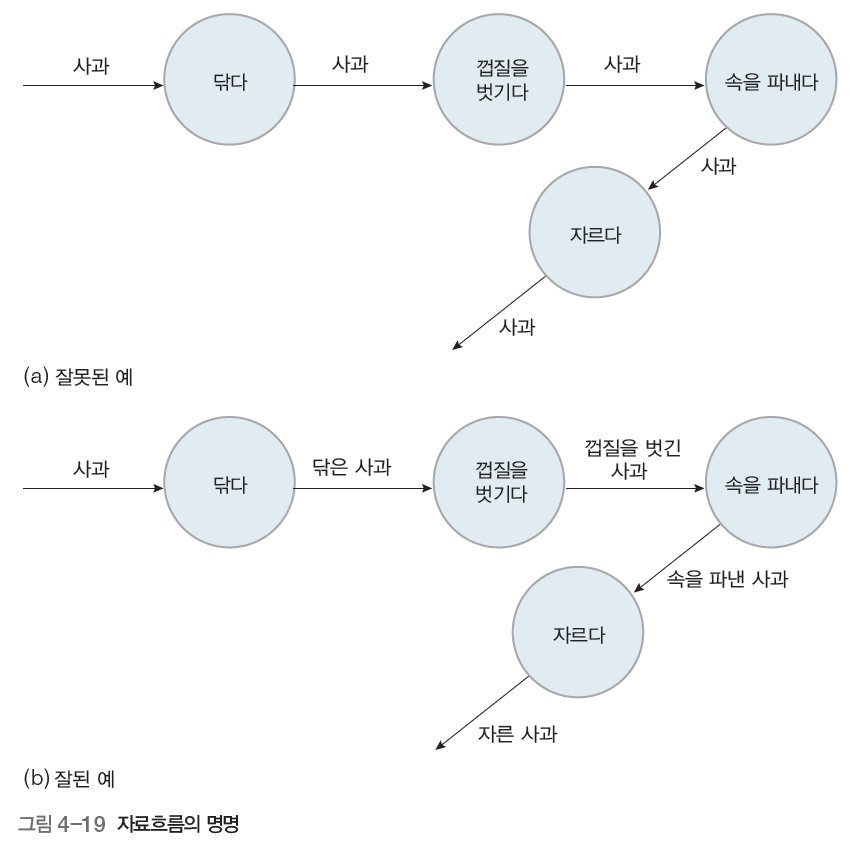 사과
닦다
사과
껍질을
벗기다
사과
속을 파내다
사과
자르다
사과
(a) 잘못된 예
사과
닦다
닦은 사과
껍질을
벗기다
껍질을 벗긴
사과
속을 파내다
속을 파낸 사과
자르다
자른 사과
(b) 잘된 예
그림 4-19 자료흐름의 명명